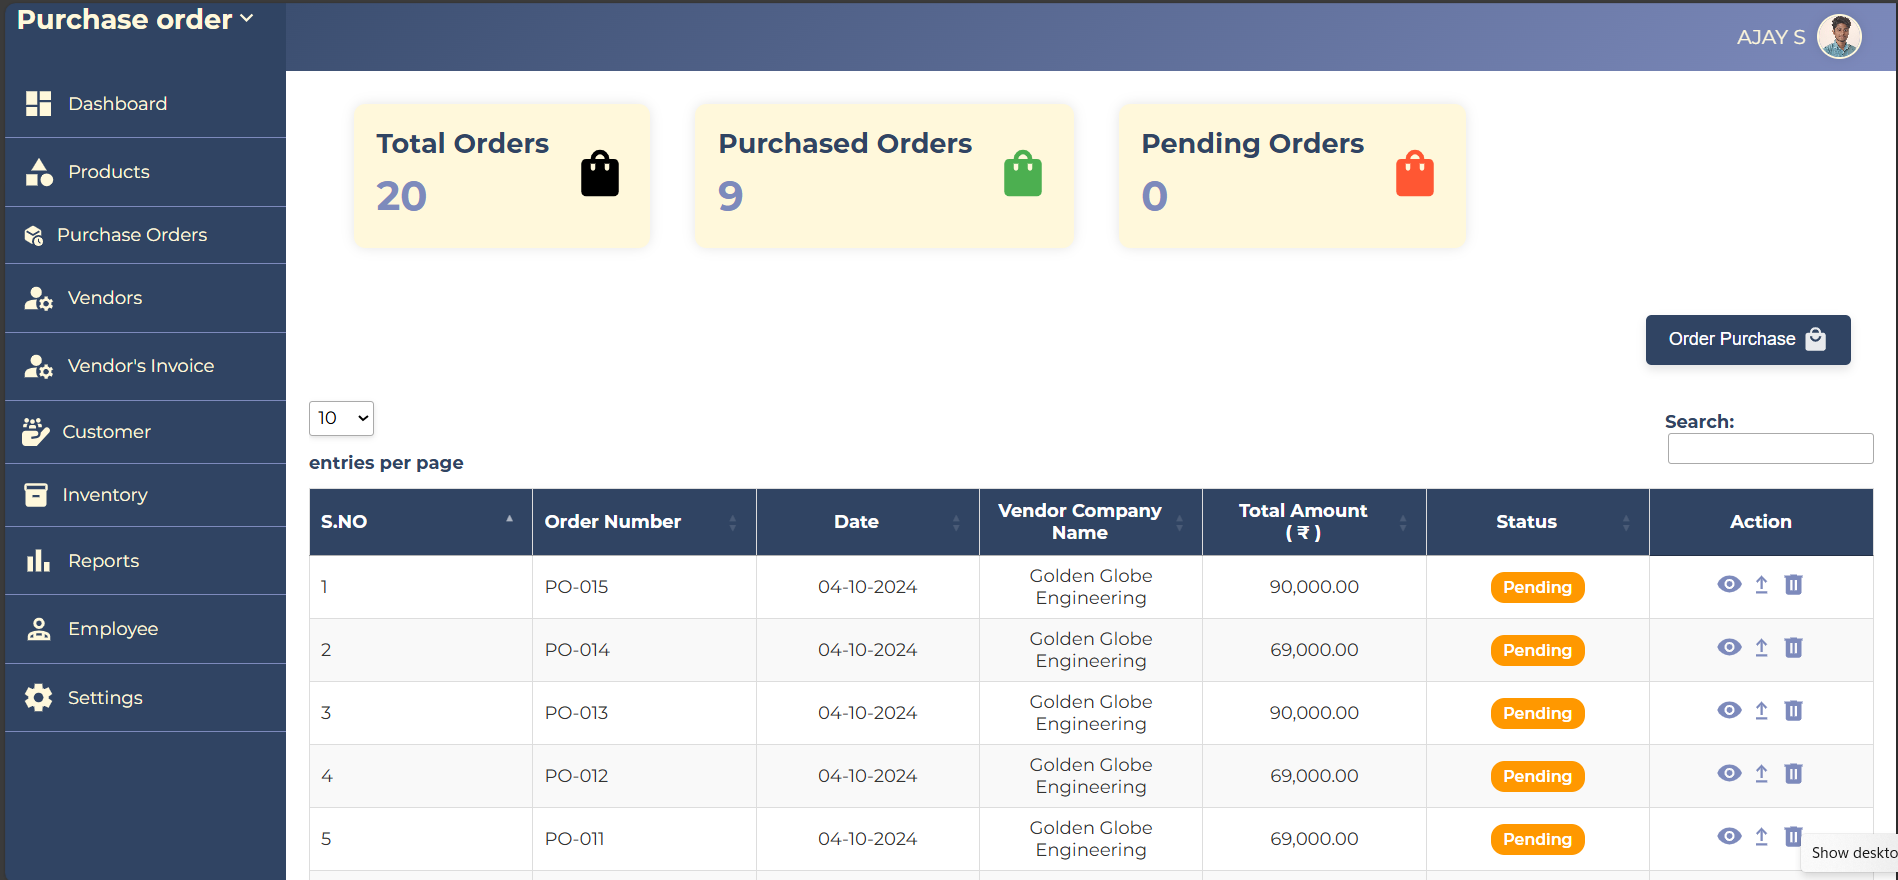 Purchase order
AJAY S
Dashboard
Products
Purchase Orders
Vendors
Vendor's Invoice
Customer
Inventory
Reports
Employee
Settings
Total Orders
20
Purchased Orders
9
Pending Orders
0
Order Purchase
10
entries per page
Search:
S.NO Order Number Date Vendor Company Name Total Amount ( ₹ ) Status Action
1 PO-015 04-10-2024 Golden Globe Engineering 90,000.00 Pending
2 PO-014 04-10-2024 Golden Globe Engineering 69,000.00 Pending
3 PO-013 04-10-2024 Golden Globe Engineering 90,000.00 Pending
4 PO-012 04-10-2024 Golden Globe Engineering 69,000.00 Pending
5 PO-011 04-10-2024 Golden Globe Engineering 69,000.00 Pending
Show deskto